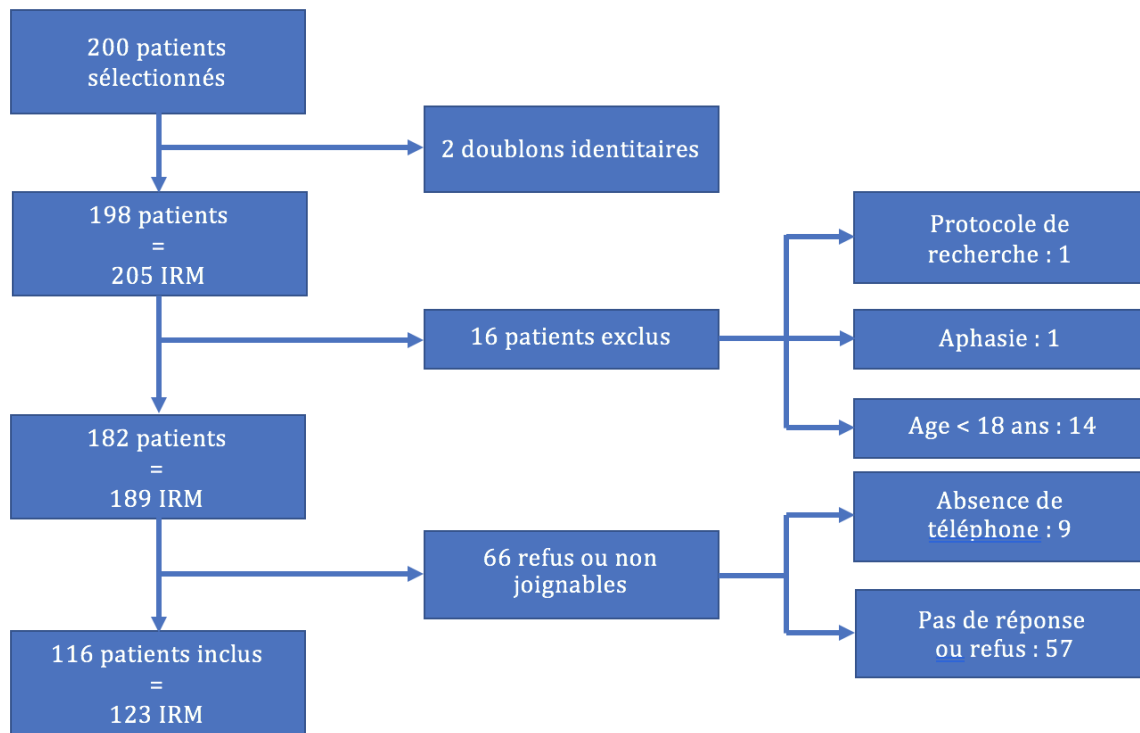 200 patients
sélectionnés
2 doublons identitaires
198 patients
=
205 IRM
Protocole de
recherche : 1
16 patients exclus
Aphasie : 1
Age < 18 ans : 14
182 patients
=
189 IRM
Absence de
téléphone : 9
66 refus ou non
joignables
Pas de réponse
ou refus : 57
116 patients inclus
=
123 IRM